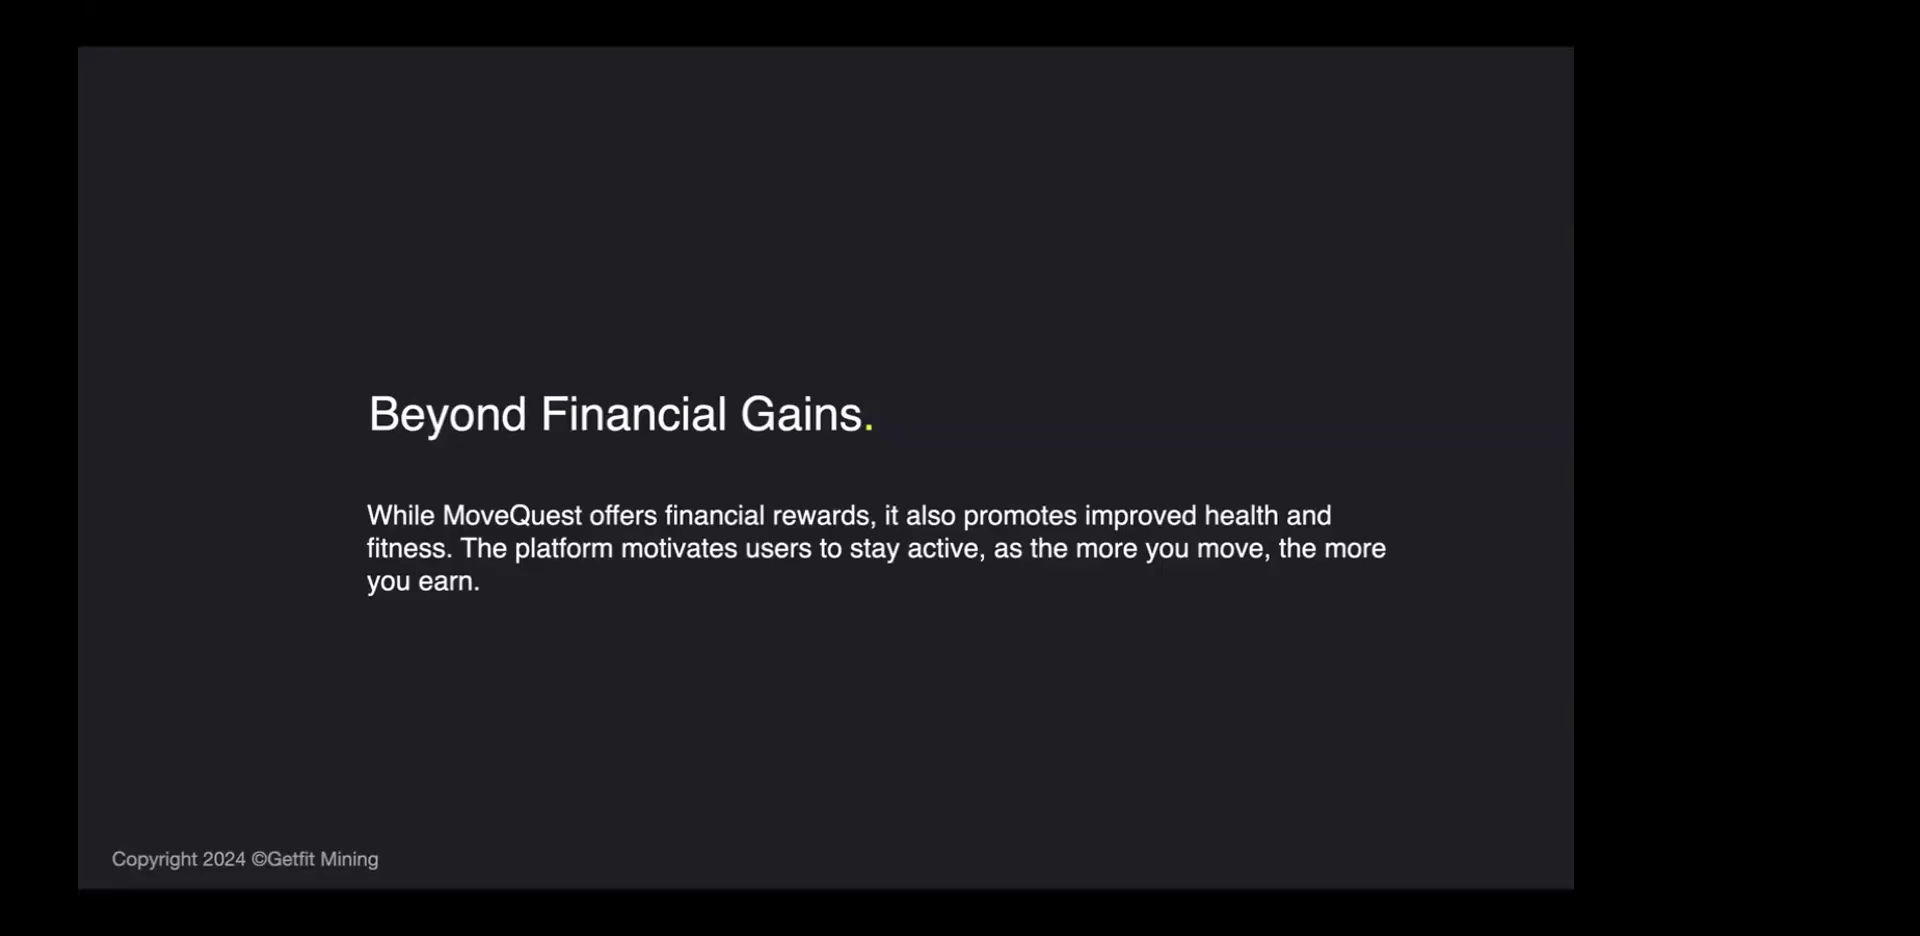 Beyond Financial Gains.
While MoveQuest offers financial rewards, it also promotes improved health and
fitness. The platform motivates users to stay active, as the more you move, the more
you earn.
Copyright 2024 ©Getfit Mining